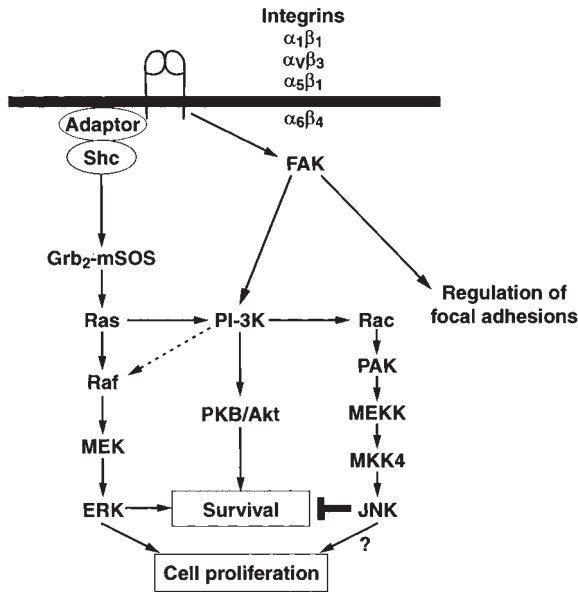 Integrins
α₁β₁
αᵥβ₃
α₅β₁
α₆β₄
Adaptor
Shc
FAK
Grb₂-mSOS
Regulation of
focal adhesions
Ras
PI-3K
Rac
PAK
Raf
PKB/Akt
MEKK
MEK
MKK4
ERK
Survival
JNK
?
Cell proliferation